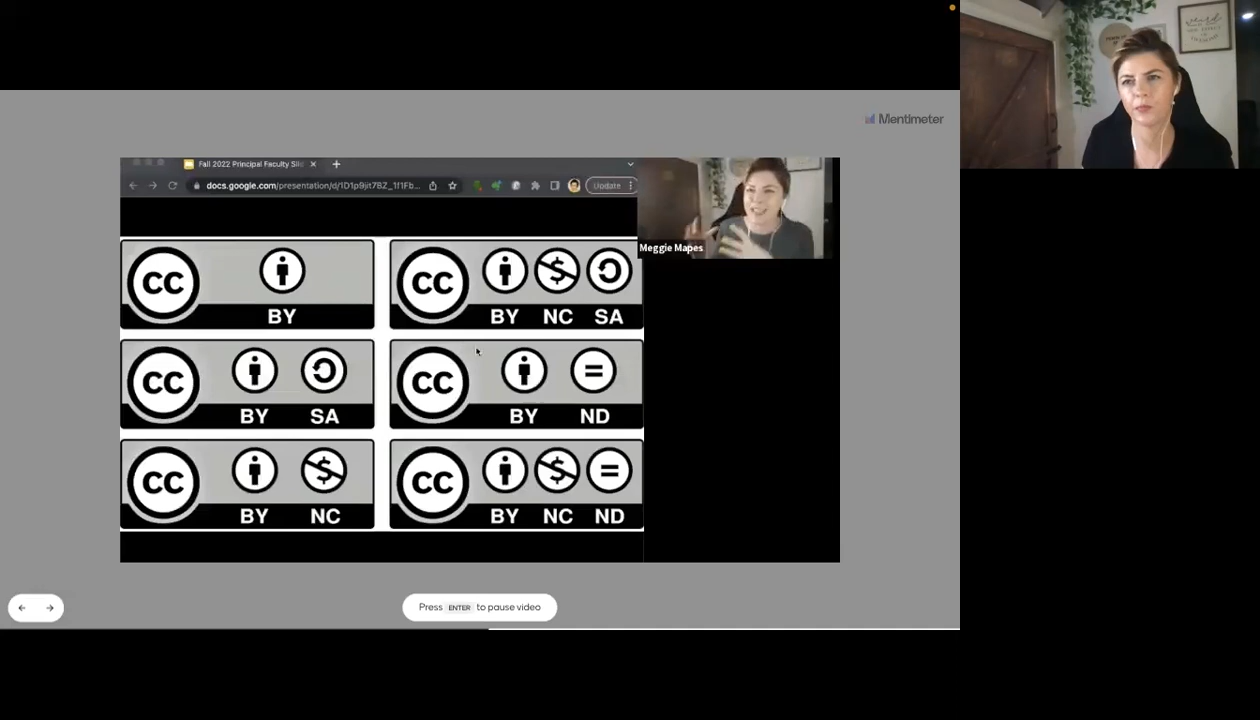 Mentimeter
Fall 2022 Principal Faculty Slid
docs.google.com/presentation/d/1D1p9jit7BZ_1f1Fb...
Update
Meggie Mapes
CC BY
CC BY NC SA
CC BY SA
CC BY ND
CC BY NC
CC BY NC ND
Press ENTER to pause video